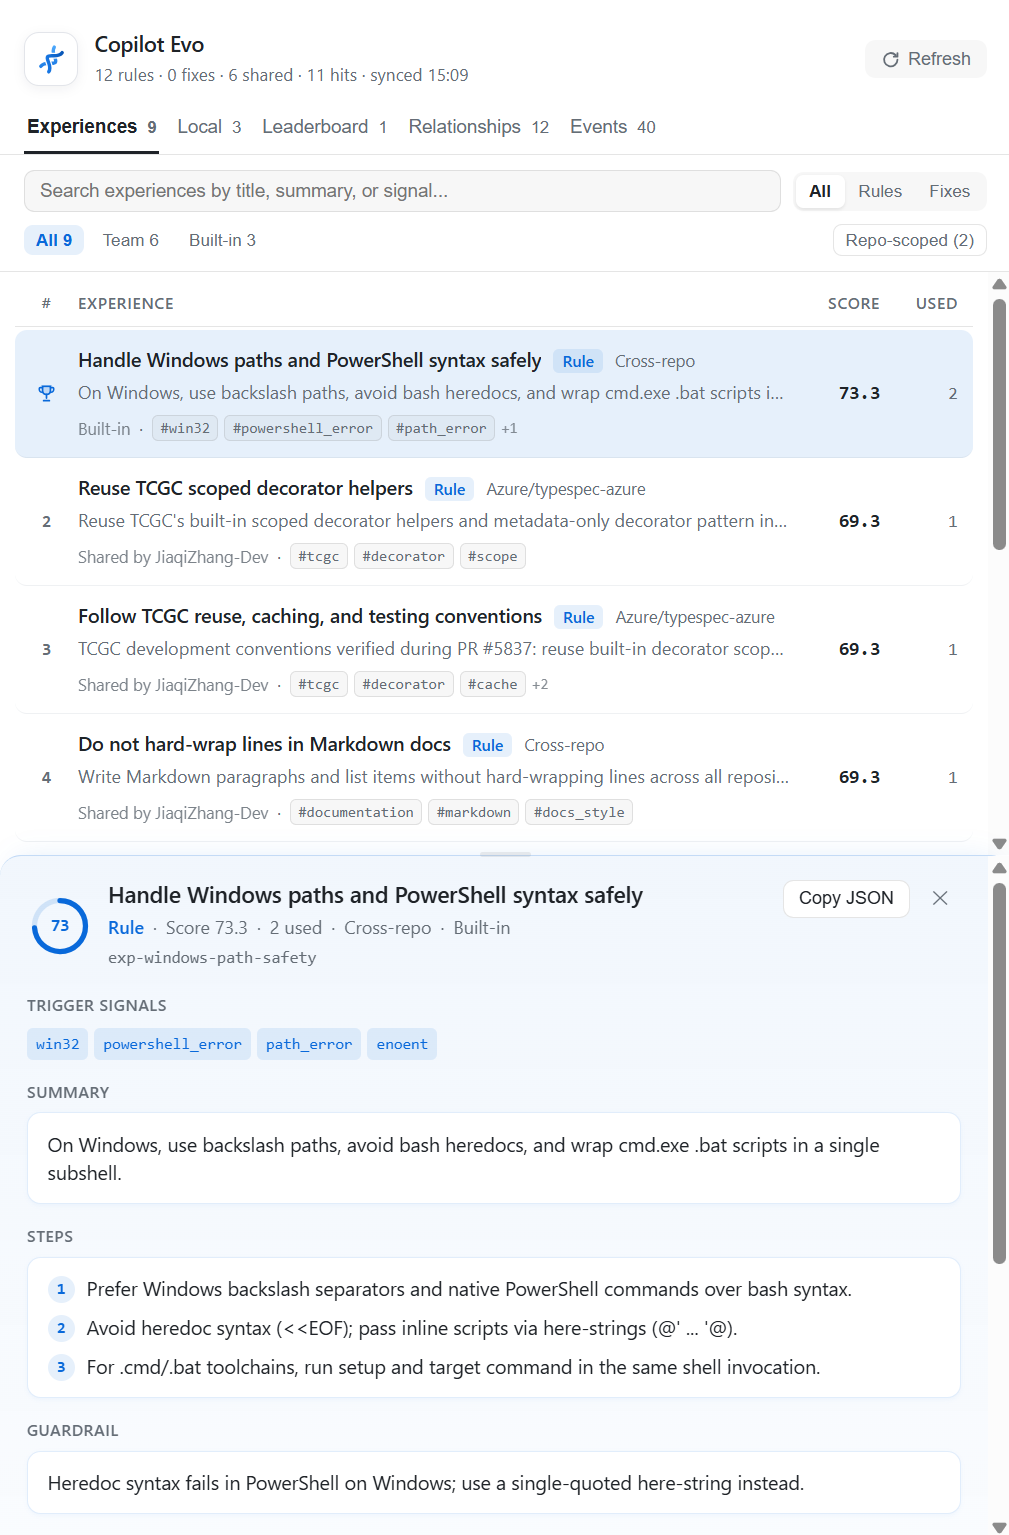 Copilot Evo
12 rules · 0 fixes · 6 shared · 11 hits · synced 15:09
Refresh
Experiences 9 Local 3 Leaderboard 1 Relationships 12 Events 40
Search experiences by title, summary, or signal...
All Rules Fixes
All 9 Team 6 Built-in 3
Repo-scoped (2)
# EXPERIENCE SCORE USED
Handle Windows paths and PowerShell syntax safely Rule Cross-repo
On Windows, use backslash paths, avoid bash heredocs, and wrap cmd.exe .bat scripts i... 73.3 2
Built-in · #win32 #powershell_error #path_error +1
Reuse TCGC scoped decorator helpers Rule Azure/typespec-azure
2 Reuse TCGC's built-in scoped decorator helpers and metadata-only decorator pattern in... 69.3 1
Shared by JiaqiZhang-Dev · #tcgc #decorator #scope
Follow TCGC reuse, caching, and testing conventions Rule Azure/typespec-azure
3 TCGC development conventions verified during PR #5837: reuse built-in decorator scop... 69.3 1
Shared by JiaqiZhang-Dev · #tcgc #decorator #cache +2
Do not hard-wrap lines in Markdown docs Rule Cross-repo
4 Write Markdown paragraphs and list items without hard-wrapping lines across all reposi... 69.3 1
Shared by JiaqiZhang-Dev · #documentation #markdown #docs_style
73
Handle Windows paths and PowerShell syntax safely
Copy JSON
Rule · Score 73.3 · 2 used · Cross-repo · Built-in
exp-windows-path-safety
TRIGGER SIGNALS
win32 powershell_error path_error enoent
SUMMARY
On Windows, use backslash paths, avoid bash heredocs, and wrap cmd.exe .bat scripts in a single
subshell.
STEPS
1 Prefer Windows backslash separators and native PowerShell commands over bash syntax.
2 Avoid heredoc syntax (<<EOF); pass inline scripts via here-strings (@' ... '@).
3 For .cmd/.bat toolchains, run setup and target command in the same shell invocation.
GUARDRAIL
Heredoc syntax fails in PowerShell on Windows; use a single-quoted here-string instead.